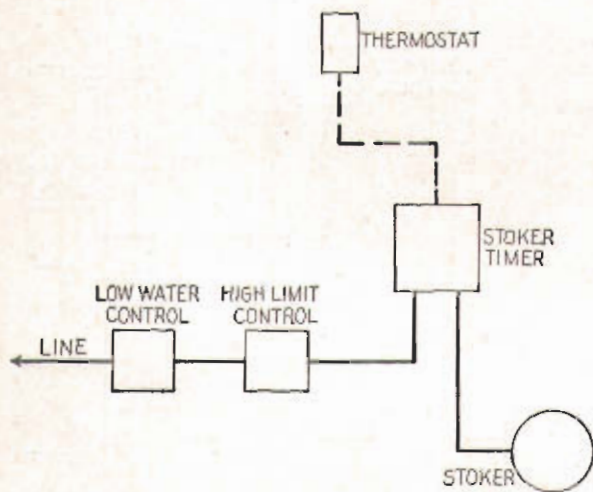 THERMOSTAT
STOKER
TIMER
LOW WATER
CONTROL
HIGH LIMIT
CONTROL
LINE
STOKER